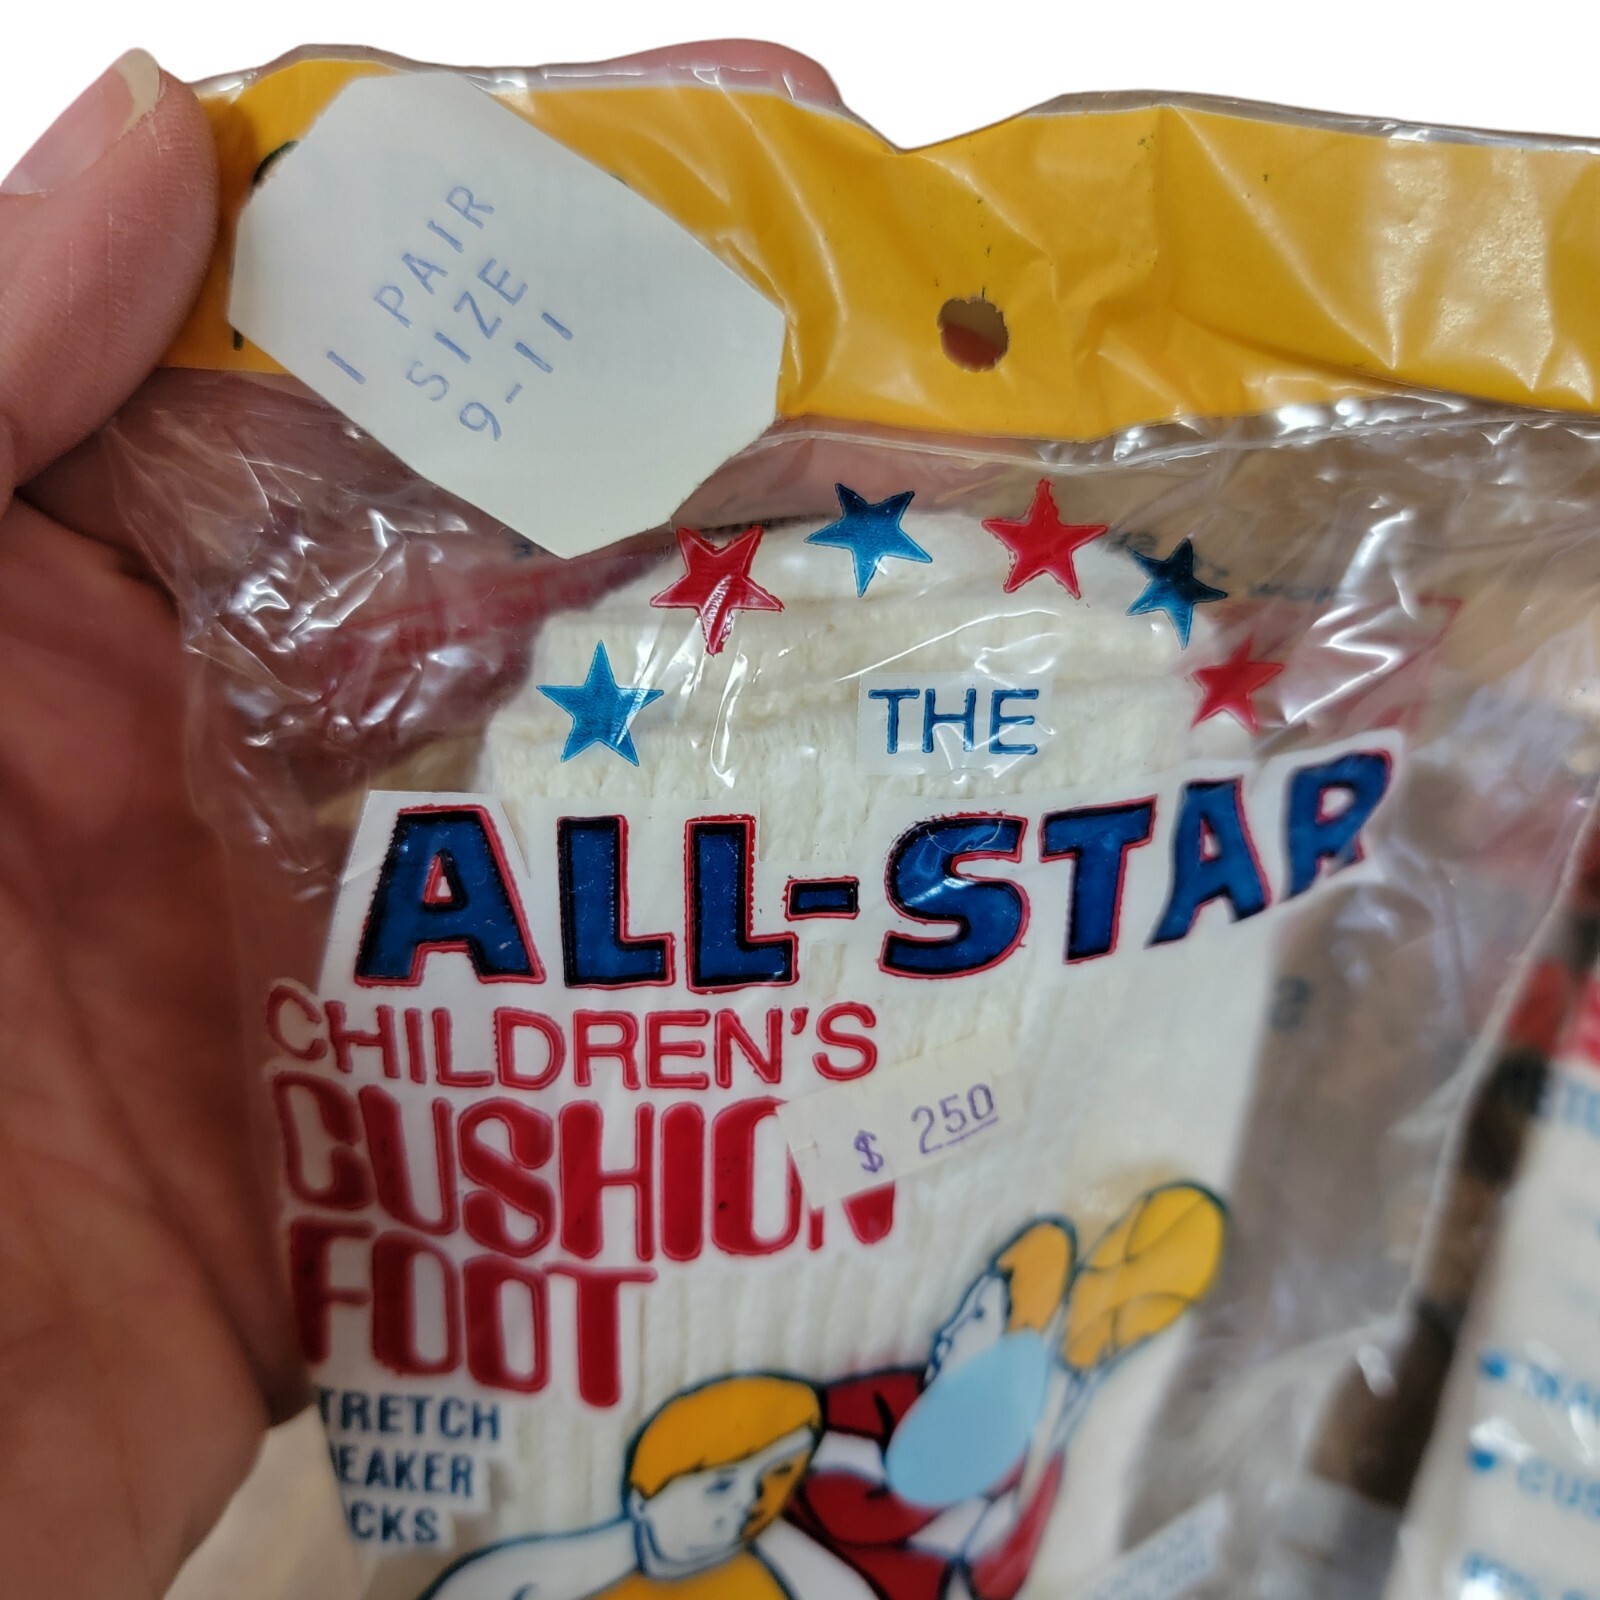 1 PAIR
SIZE
9-11
THE
ALL-STAR
CHILDREN'S
CUSHION
$ 250
FOOT
TRETCH
EAKER
CKS